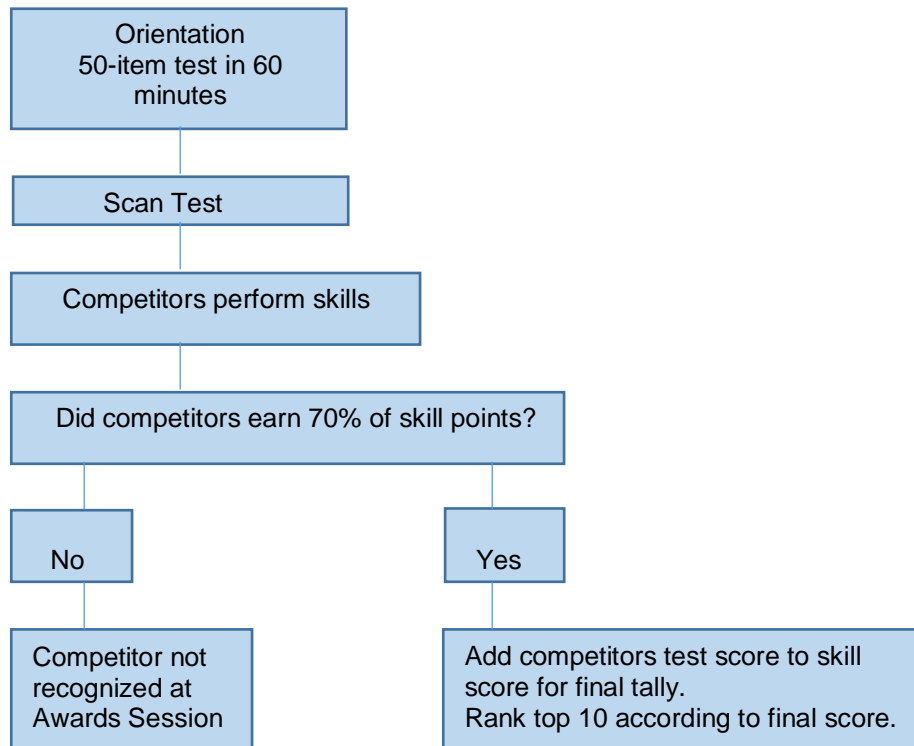 Orientation
50-item test in 60
minutes
Scan Test
Competitors perform skills
Did competitors earn 70% of skill points?
No
Yes
Competitor not
recognized at
Awards Session
Add competitors test score to skill
score for final tally.
Rank top 10 according to final score.